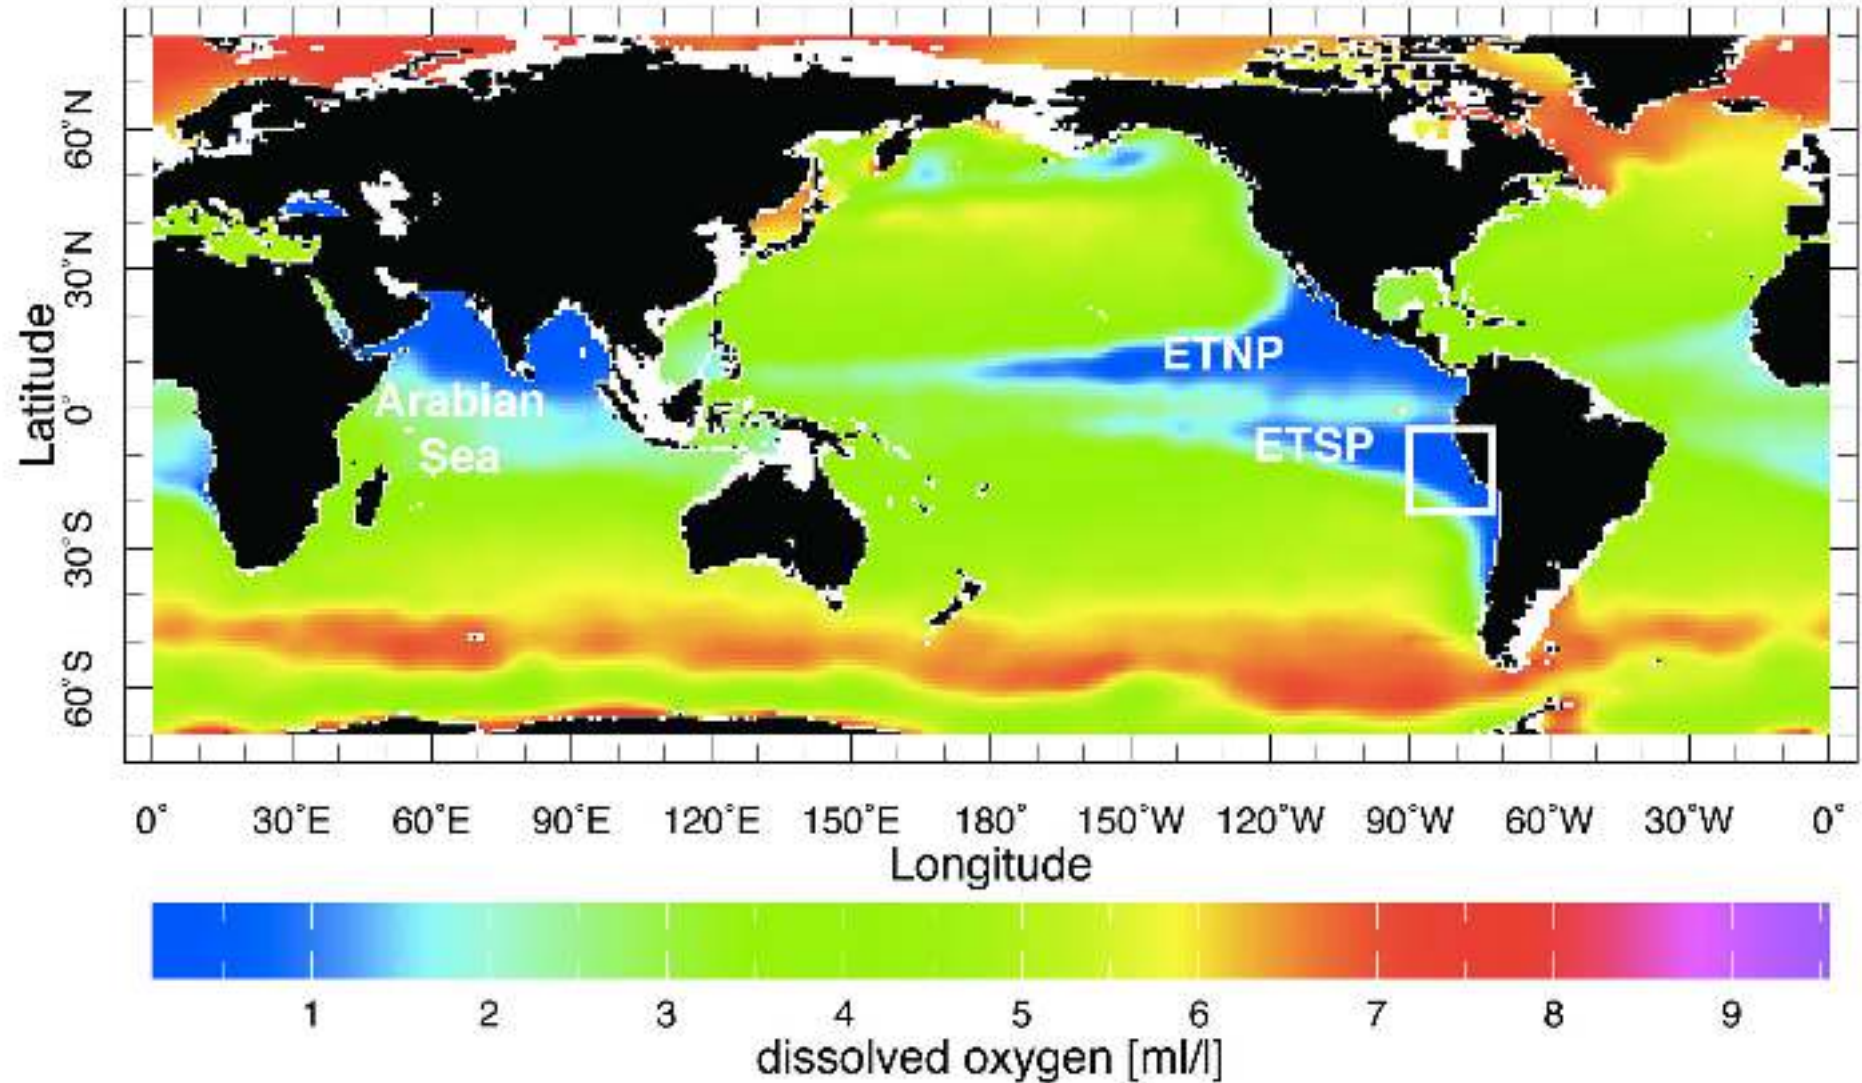 60°N
30°N
0°
30°S
60°S
Latitude
ETNP
Arabian
Sea
ETSP
0° 30°E 60°E 90°E 120°E 150°E 180° 150°W 120°W 90°W 60°W 30°W 0°
Longitude
1 2 3 4 5 6 7 8 9
dissolved oxygen [ml/l]